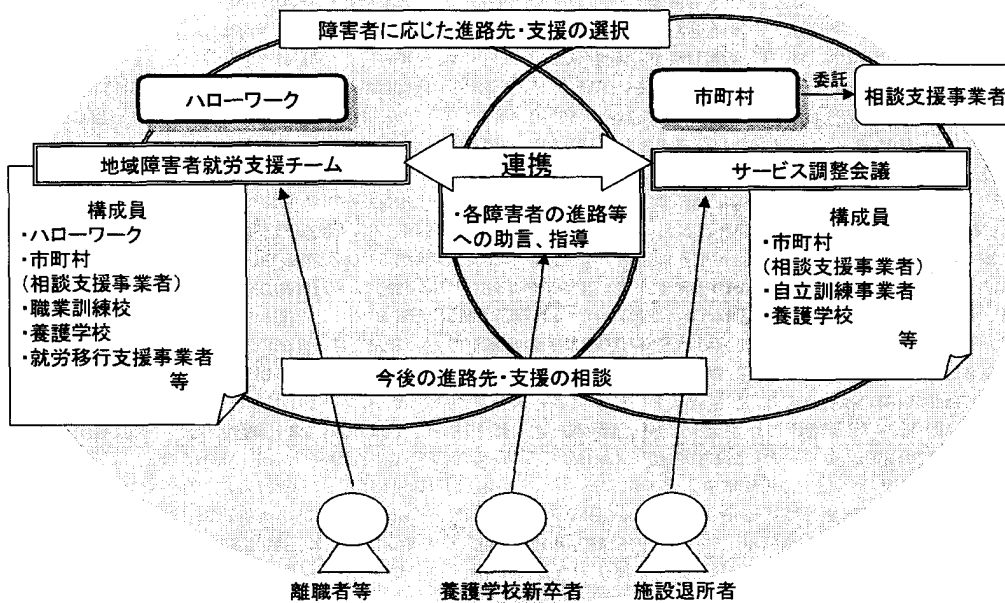 障害者に応じた進路先・支援の選択
ハローワーク
市町村
委託
相談支援事業者
地域障害者就労支援チーム
連携
サービス調整会議
構成員
・ハローワーク
・市町村
(相談支援事業者)
・職業訓練校
・養護学校
・就労移行支援事業者
等
・各障害者の進路等
への助言、指導
構成員
・市町村
(相談支援事業者)
・自立訓練事業者
・養護学校
等
今後の進路先・支援の相談
離職者等
養護学校新卒者
施設退所者